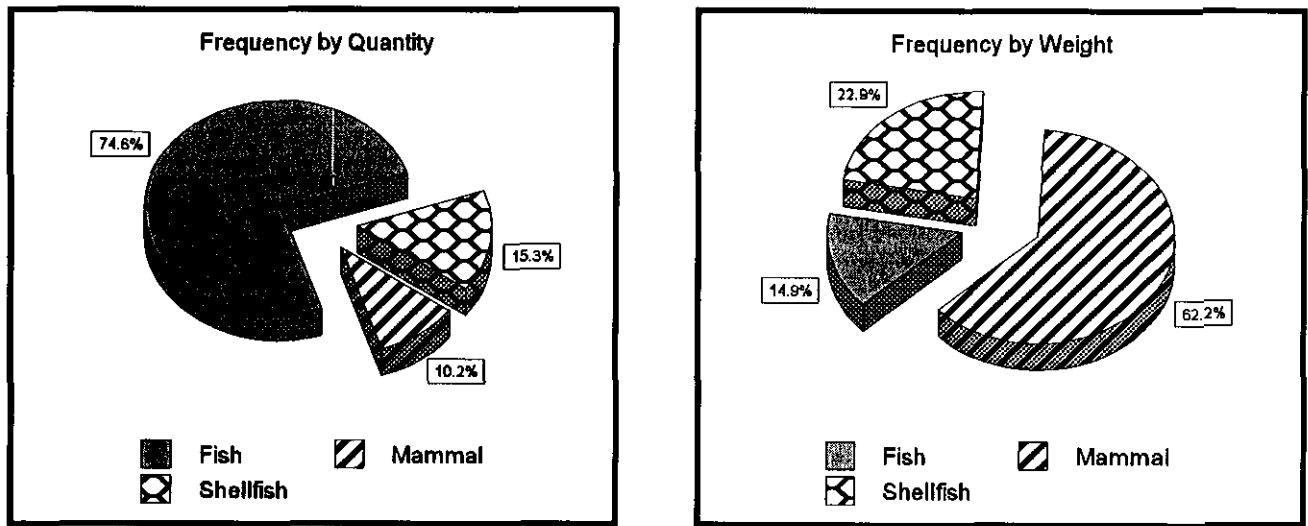 Frequency by Quantity
74.6%
15.3%
10.2%
Fish
Mammal
Shellfish
Frequency by Weight
22.9%
14.9%
62.2%
Fish
Mammal
Shellfish